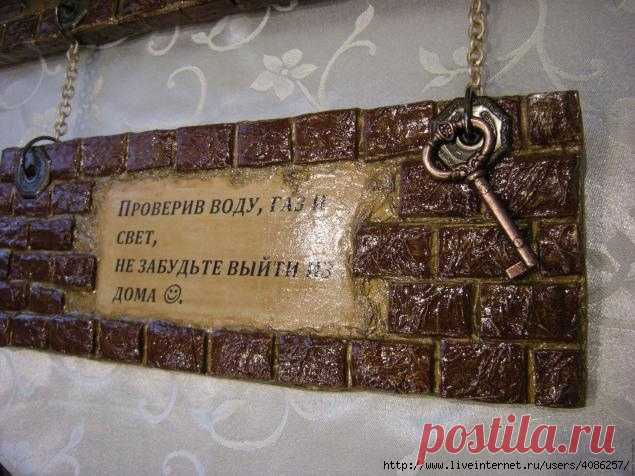 ПРОВЕРИВ ВОДУ, ГАЗ И
СВЕТ,
НЕ ЗАБУДЬТЕ ВЫЙТИ ИЗ
ДОМА ☺.
postila.ru
http://www.liveinternet.ru/users/4086257/